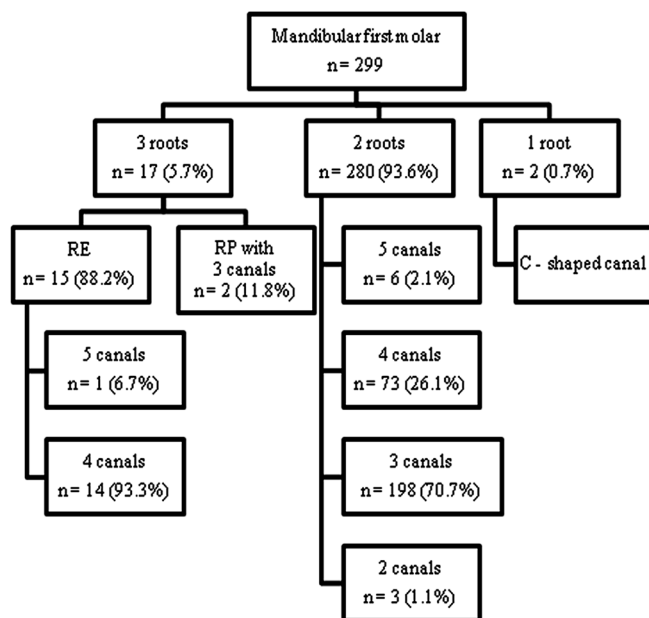 Mandibular first molar
n= 299
3 roots
n= 17 (5.7%)
2 roots
n= 280 (93.6%)
1 root
n= 2 (0.7%)
RE
n= 15 (88.2%)
RP with
3 canals
n= 2 (11.8%)
5 canals
n= 6 (2.1%)
C - shaped canal
5 canals
n= 1 (6.7%)
4 canals
n= 73 (26.1%)
4 canals
n= 14 (93.3%)
3 canals
n= 198 (70.7%)
2 canals
n= 3 (1.1%)